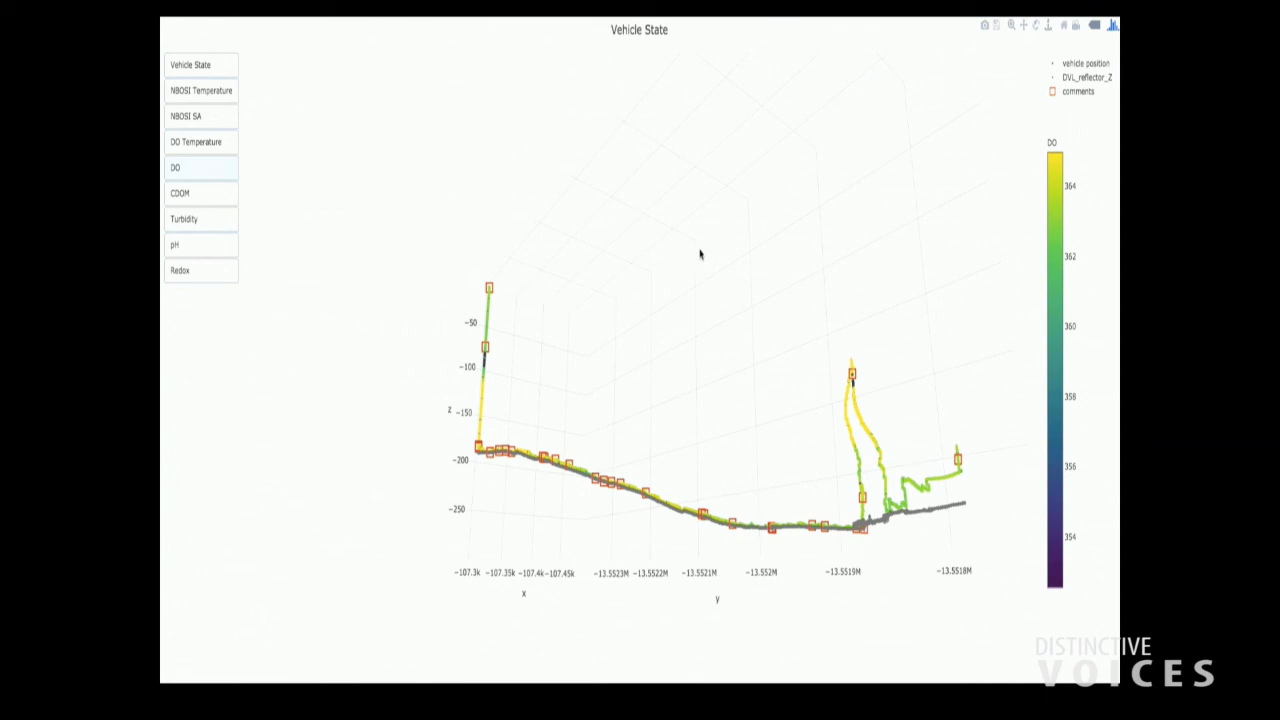 Vehicle State
Vehicle State
NBOSI Temperature
NBOSI SA
DO Temperature
DO
CDOM
Turbidity
pH
Redox
vehicle position
DVL_reflector_Z
comments
DO
364
362
360
358
356
354
−50
−100
z −150
−200
−250
−107.3k −107.35k −107.4k −107.45k −13.5523M −13.5522M −13.5521M −13.552M −13.5519M −13.5518M
x
y
DISTINCTIVE
VOICES